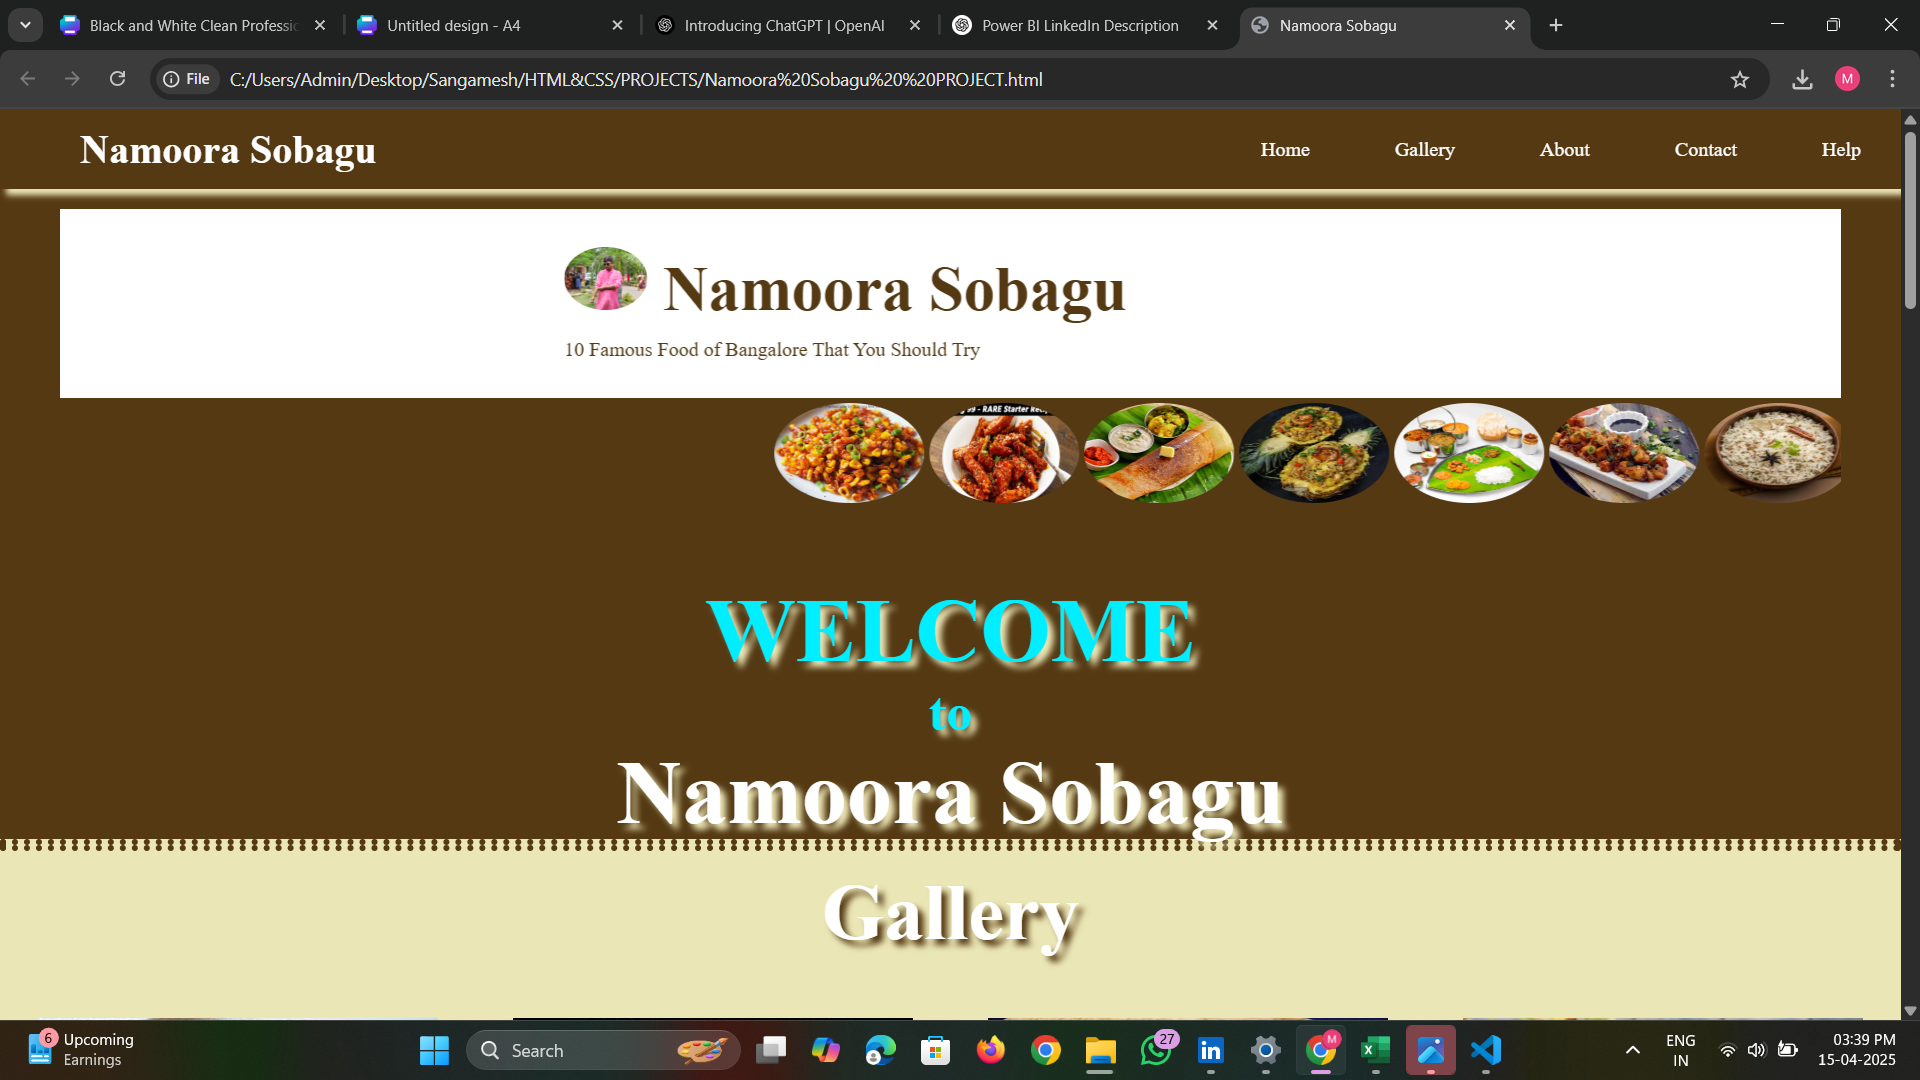 Black and White Clean Professic
Untitled design - A4
Introducing ChatGPT | OpenAI
Power BI LinkedIn Description
Namoora Sobagu
File
C:/Users/Admin/Desktop/Sangamesh/HTML&CSS/PROJECTS/Namoora%20Sobagu%20%20PROJECT.html
M
Namoora Sobagu
Home
Gallery
About
Contact
Help
Namoora Sobagu
10 Famous Food of Bangalore That You Should Try
99 - RARE Starter
WELCOME
to
Namoora Sobagu
Gallery
6
Upcoming
Earnings
Search
27
M
ENG
IN
03:39 PM
15-04-2025